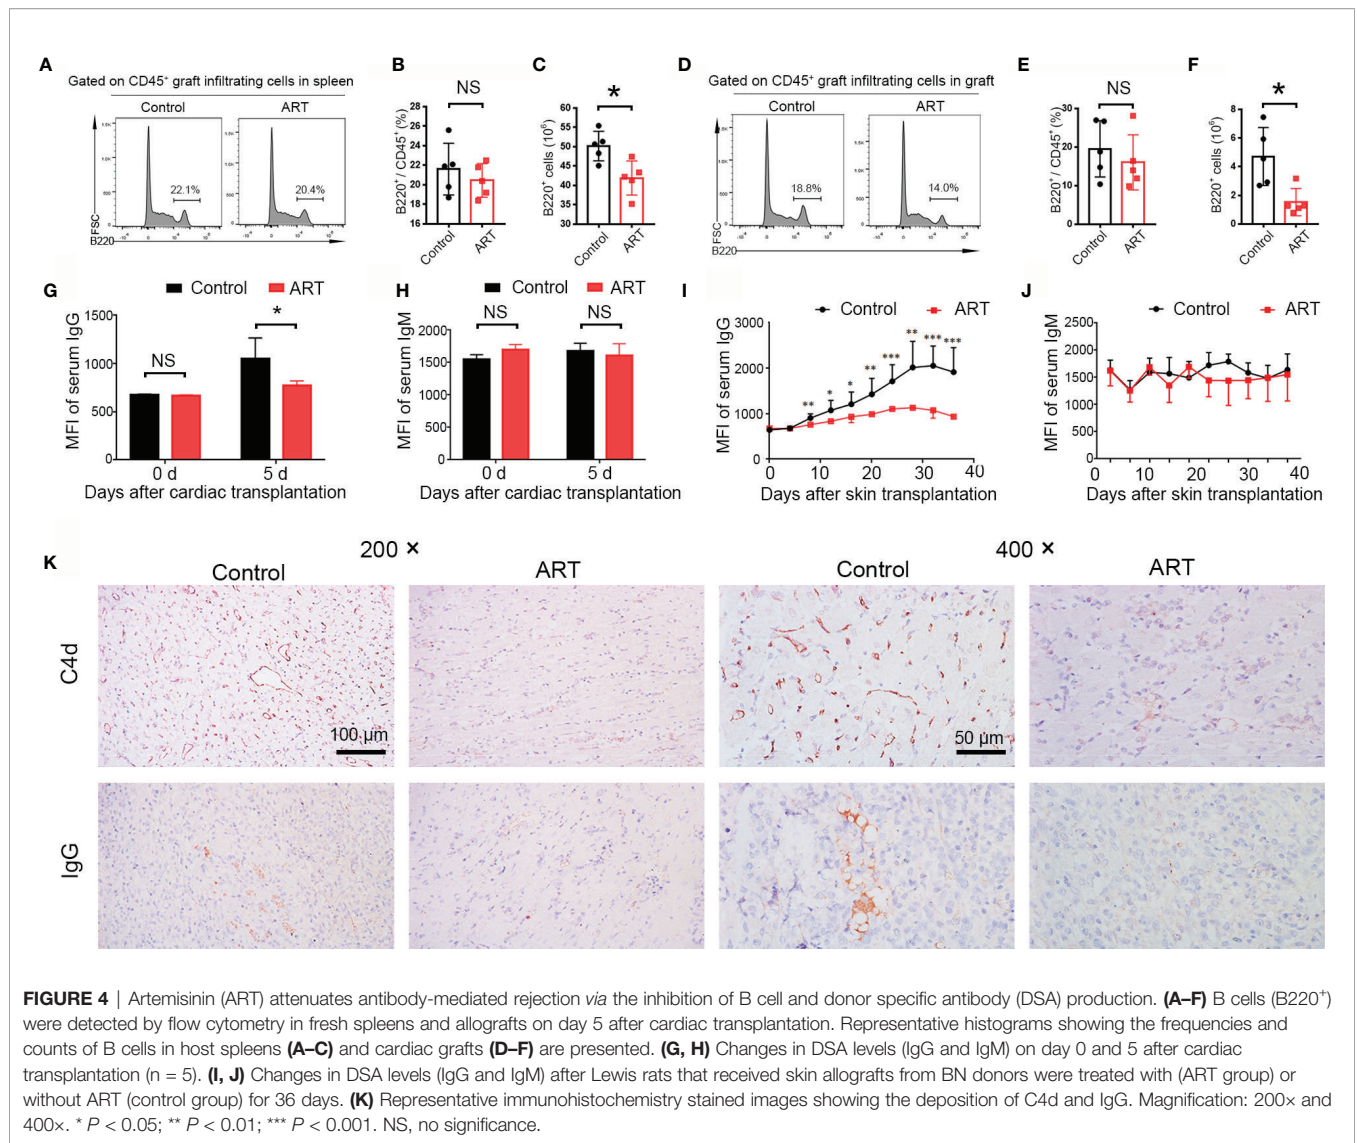 A
Gated on CD45⁺ graft infiltrating cells in spleen
Control
ART
1.5K
1.0K
500
0
22.1%
20.4%
FSC
B220
B
NS
B220⁺/ CD45⁺ (%)
28
26
24
22
20
18
16
Control
ART
C
*
B220⁺ cells (10⁶)
60
55
50
45
40
35
30
Control
ART
D
Gated on CD45⁺ graft infiltrating cells in graft
Control
ART
18.8%
14.0%
FSC
B220
E
NS
B220⁺/ CD45⁺ (%)
30
20
10
0
Control
ART
F
*
B220⁺ cells (10⁶)
8
6
4
2
0
Control
ART
G
Control
ART
MFI of serum IgG
1500
1000
500
0
NS
*
0 d
5 d
Days after cardiac transplantation
H
Control
ART
MFI of serum IgM
2000
1500
1000
500
0
NS
NS
0 d
5 d
Days after cardiac transplantation
I
Control
ART
MFI of serum IgG
3000
2000
1000
0
** * * ** *** ** *** ***
0 10 20 30 40
Days after skin transplantation
J
Control
ART
MFI of serum IgM
2500
2000
1500
1000
500
0
0 10 20 30 40
Days after skin transplantation
K
200 ×
400 ×
Control
ART
Control
ART
C4d
100 µm
50 µm
IgG
FIGURE 4 | Artemisinin (ART) attenuates antibody-mediated rejection via the inhibition of B cell and donor specific antibody (DSA) production. (A–F) B cells (B220⁺)
were detected by flow cytometry in fresh spleens and allografts on day 5 after cardiac transplantation. Representative histograms showing the frequencies and
counts of B cells in host spleens (A–C) and cardiac grafts (D–F) are presented. (G, H) Changes in DSA levels (IgG and IgM) on day 0 and 5 after cardiac
transplantation (n = 5). (I, J) Changes in DSA levels (IgG and IgM) after Lewis rats that received skin allografts from BN donors were treated with (ART group) or
without ART (control group) for 36 days. (K) Representative immunohistochemistry stained images showing the deposition of C4d and IgG. Magnification: 200× and
400×. * P < 0.05; ** P < 0.01; *** P < 0.001. NS, no significance.